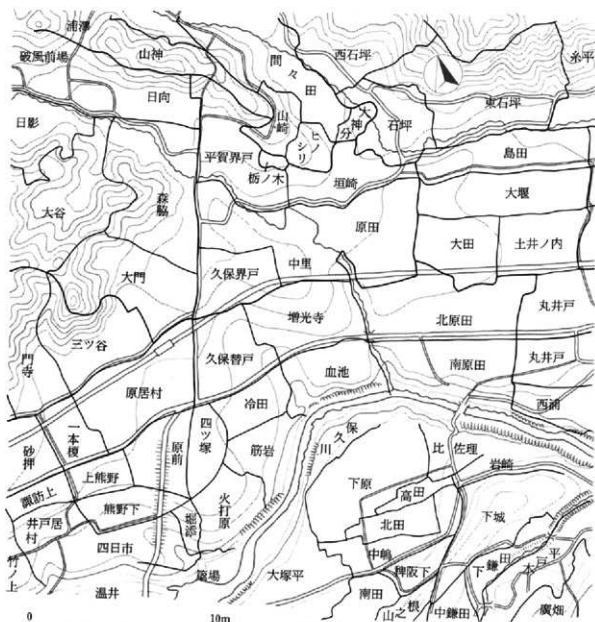 浦澤
破風前場
山神
間々田
西石坪
糸平
日向
山崎
大神分
石坪
東石坪
日影
平賀界戸
ヒノシリ
島田
栃ノ木
垣崎
大堰
大谷
森脇
原田
大田
土井ノ内
大門
久保界戸
中里
丸井戸
増光寺
北原田
三ツ谷
久保替戸
丸井戸
門寺
血池
南原田
原居村
冷田
西浦
一本榎
原前
四ツ塚
久保川
比佐理
砂押
筋岩
岩崎
上熊野
下原
諏訪上
熊野下
火打原
高田
下城
堀添
北田
井戸居村
四日市
中嶋
下鎌田
本戸平
竹ノ上
籠場
大塚平
稗阪下
温井
南田
山之根
中鎌田
廣畑
0
10m